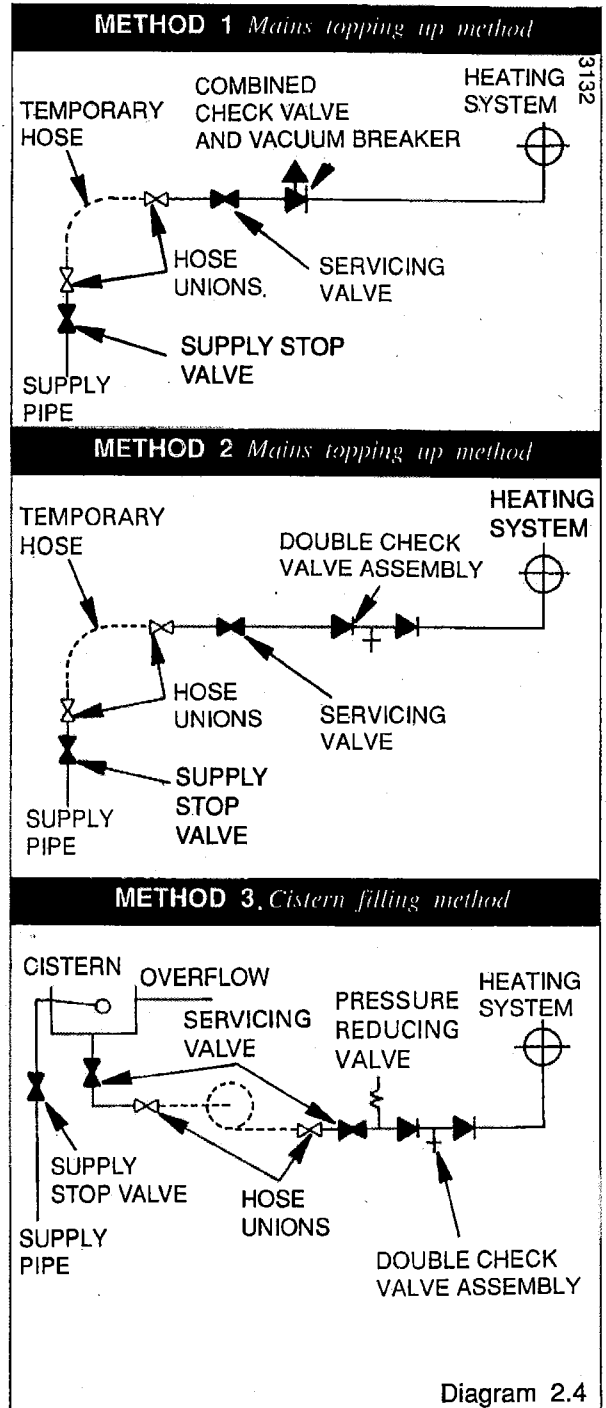 METHOD 1 Mains topping up method
3132
TEMPORARY
HOSE
COMBINED
CHECK VALVE
AND VACUUM BREAKER
HEATING
SYSTEM
HOSE
UNIONS.
SERVICING
VALVE
SUPPLY STOP
VALVE
SUPPLY
PIPE
METHOD 2 Mains topping up method
TEMPORARY
HOSE
DOUBLE CHECK
VALVE ASSEMBLY
HEATING
SYSTEM
HOSE
UNIONS
SERVICING
VALVE
SUPPLY
STOP
VALVE
SUPPLY
PIPE
METHOD 3. Cistern filling method
CISTERN
OVERFLOW
SERVICING
VALVE
PRESSURE
REDUCING
VALVE
HEATING
SYSTEM
SUPPLY
STOP VALVE
HOSE
UNIONS
SUPPLY
PIPE
DOUBLE CHECK
VALVE ASSEMBLY
Diagram 2.4